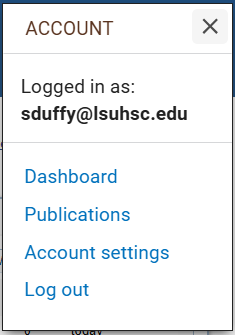 ACCOUNT
Logged in as:
sduffy@lsuhsc.edu
Dashboard
Publications
Account settings
Log out